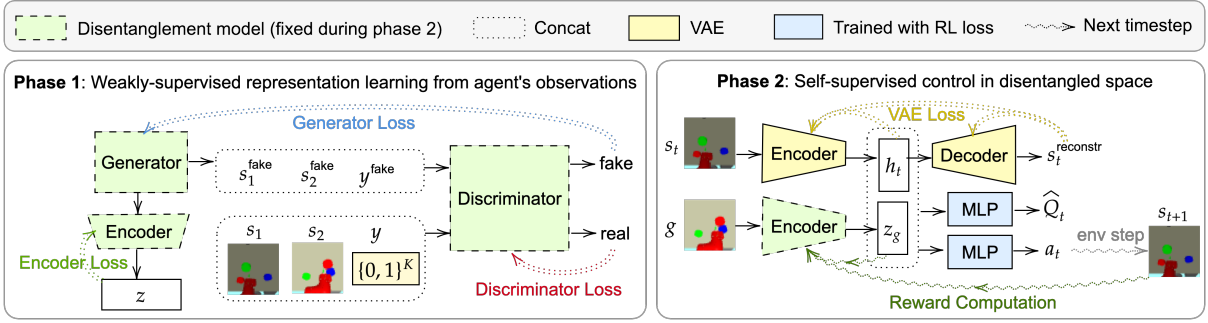 Disentanglement model (fixed during phase 2)
Concat
VAE
Trained with RL loss
Next timestep
Phase 1: Weakly-supervised representation learning from agent's observations
Generator Loss
Generator
s₁ᶠᵃᵏᵉ s₂ᶠᵃᵏᵉ yᶠᵃᵏᵉ
Discriminator
fake
real
Encoder
Encoder Loss
z
s₁ s₂ y
{0, 1}ᴷ
Discriminator Loss
Phase 2: Self-supervised control in disentangled space
VAE Loss
sₜ
Encoder
hₜ
Decoder
sₜʳᵉᶜᵒⁿˢᵗʳ
g
Encoder
z_g
MLP
Q̂ₜ
MLP
aₜ
env step
sₜ₊₁
Reward Computation